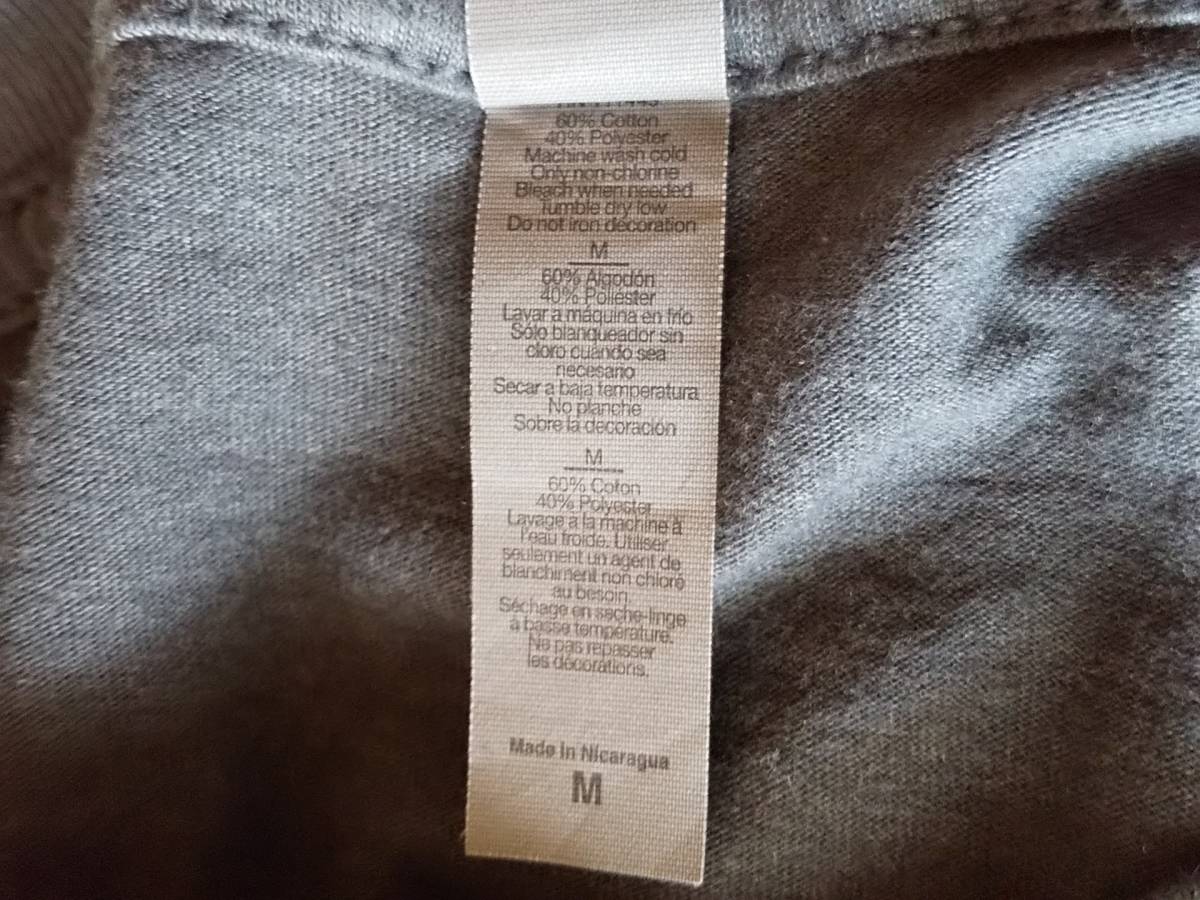 60% Cotton
40% Polyester
Machine wash cold
Only non-chlorine
Bleach when needed
Tumble dry low
Do not iron decoration
M
60% Algodón
40% Poliéster
Lavar a máquina en frío
Sólo blanqueador sin
cloro cuando sea
necesario
Secar a baja temperatura
No planche
Sobre la decoración
M
60% Coton
40% Polyester
Lavage à la machine à
l'eau froide. Utiliser
seulement un agent de
blanchiment non chloré
au besoin.
Séchage en sèche-linge
à basse température.
Ne pas repasser
les décorations.
Made in Nicaragua
M